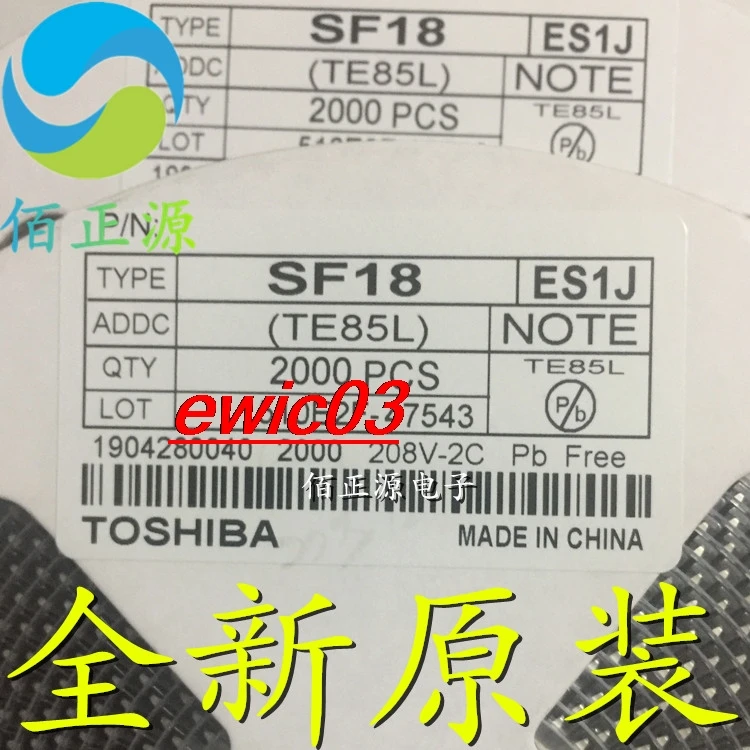 TYPE SF18 ES1J
ADDC (TE85L) NOTE
QTY 2000 PCS TE85L
LOT Pb
佰正源
P/N:
TYPE SF18 ES1J
ADDC (TE85L) NOTE
QTY 2000 PCS TE85L
LOT ewic03 -47543 Pb
1904280040 2000 208V-2C Pb Free
佰正源电子
TOSHIBA MADE IN CHINA
全新原装